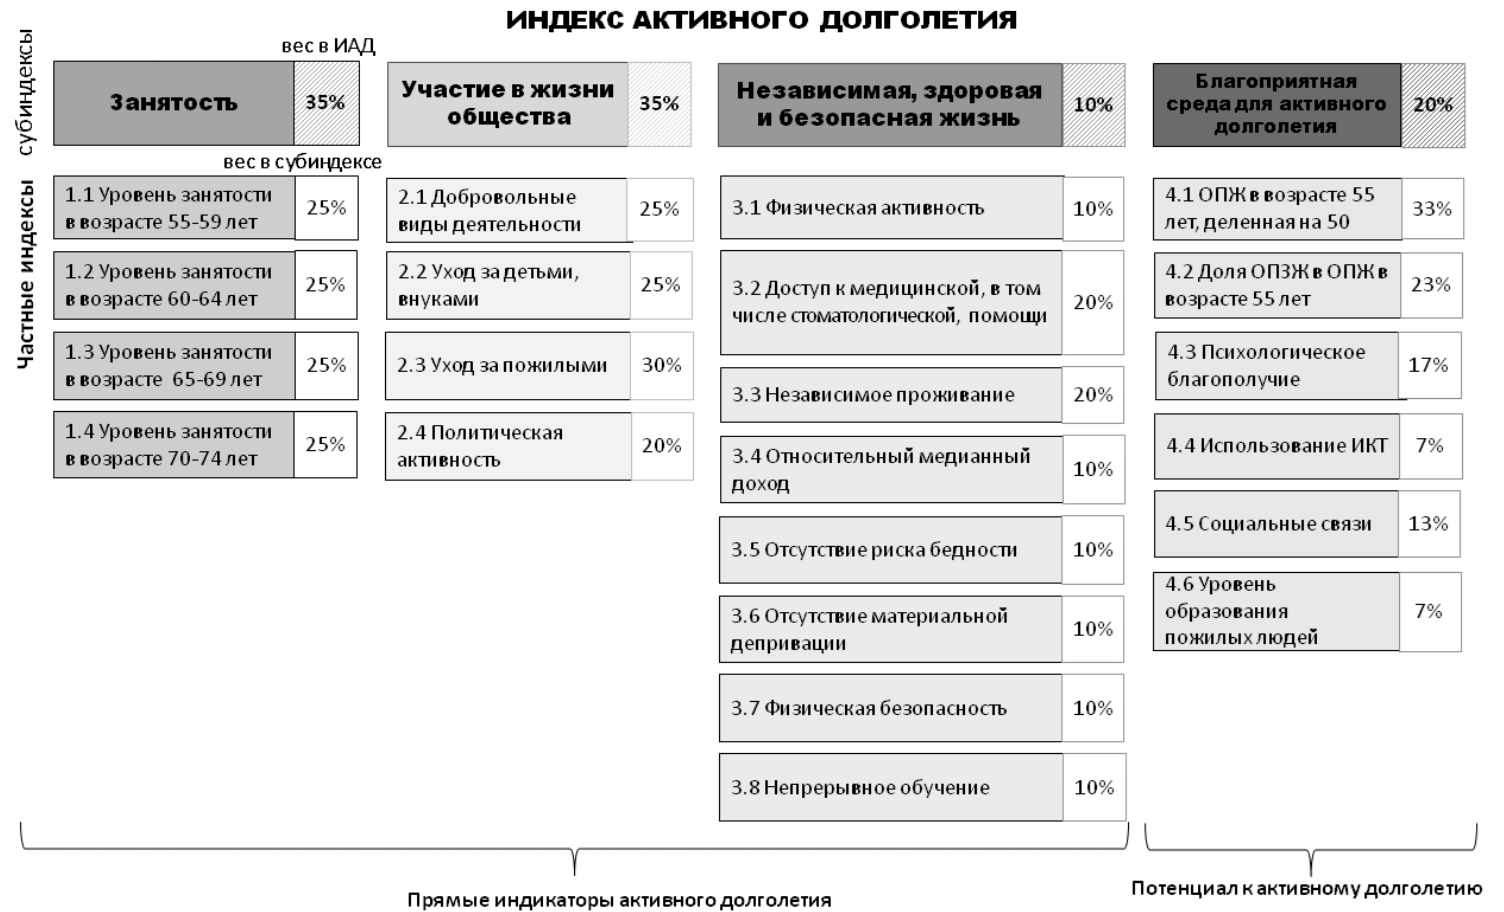 ИНДЕКС АКТИВНОГО ДОЛГОЛЕТИЯ
субиндексы
вес в ИАД
Занятость
35%
Участие в жизни
общества
35%
Независимая, здоровая
и безопасная жизнь
10%
Благоприятная
среда для активного
долголетия
20%
вес в субиндексе
Частные индексы
1.1 Уровень занятости
в возрасте 55-59 лет
25%
1.2 Уровень занятости
в возрасте 60-64 лет
25%
1.3 Уровень занятости
в возрасте 65-69 лет
25%
1.4 Уровень занятости
в возрасте 70-74 лет
25%
2.1 Добровольные
виды деятельности
25%
2.2 Уход за детьми,
внуками
25%
2.3 Уход за пожилыми
30%
2.4 Политическая
активность
20%
3.1 Физическая активность
10%
3.2 Доступ к медицинской, в том
числе стоматологической, помощи
20%
3.3 Независимое проживание
20%
3.4 Относительный медианный
доход
10%
3.5 Отсутствие риска бедности
10%
3.6 Отсутствие материальной
депривации
10%
3.7 Физическая безопасность
10%
3.8 Непрерывное обучение
10%
4.1 ОПЖ в возрасте 55
лет, деленная на 50
33%
4.2 Доля ОПЗЖ в ОПЖ в
возрасте 55 лет
23%
4.3 Психологическое
благополучие
17%
4.4 Использование ИКТ
7%
4.5 Социальные связи
13%
4.6 Уровень
образования
пожилых людей
7%
Прямые индикаторы активного долголетия
Потенциал к активному долголетию